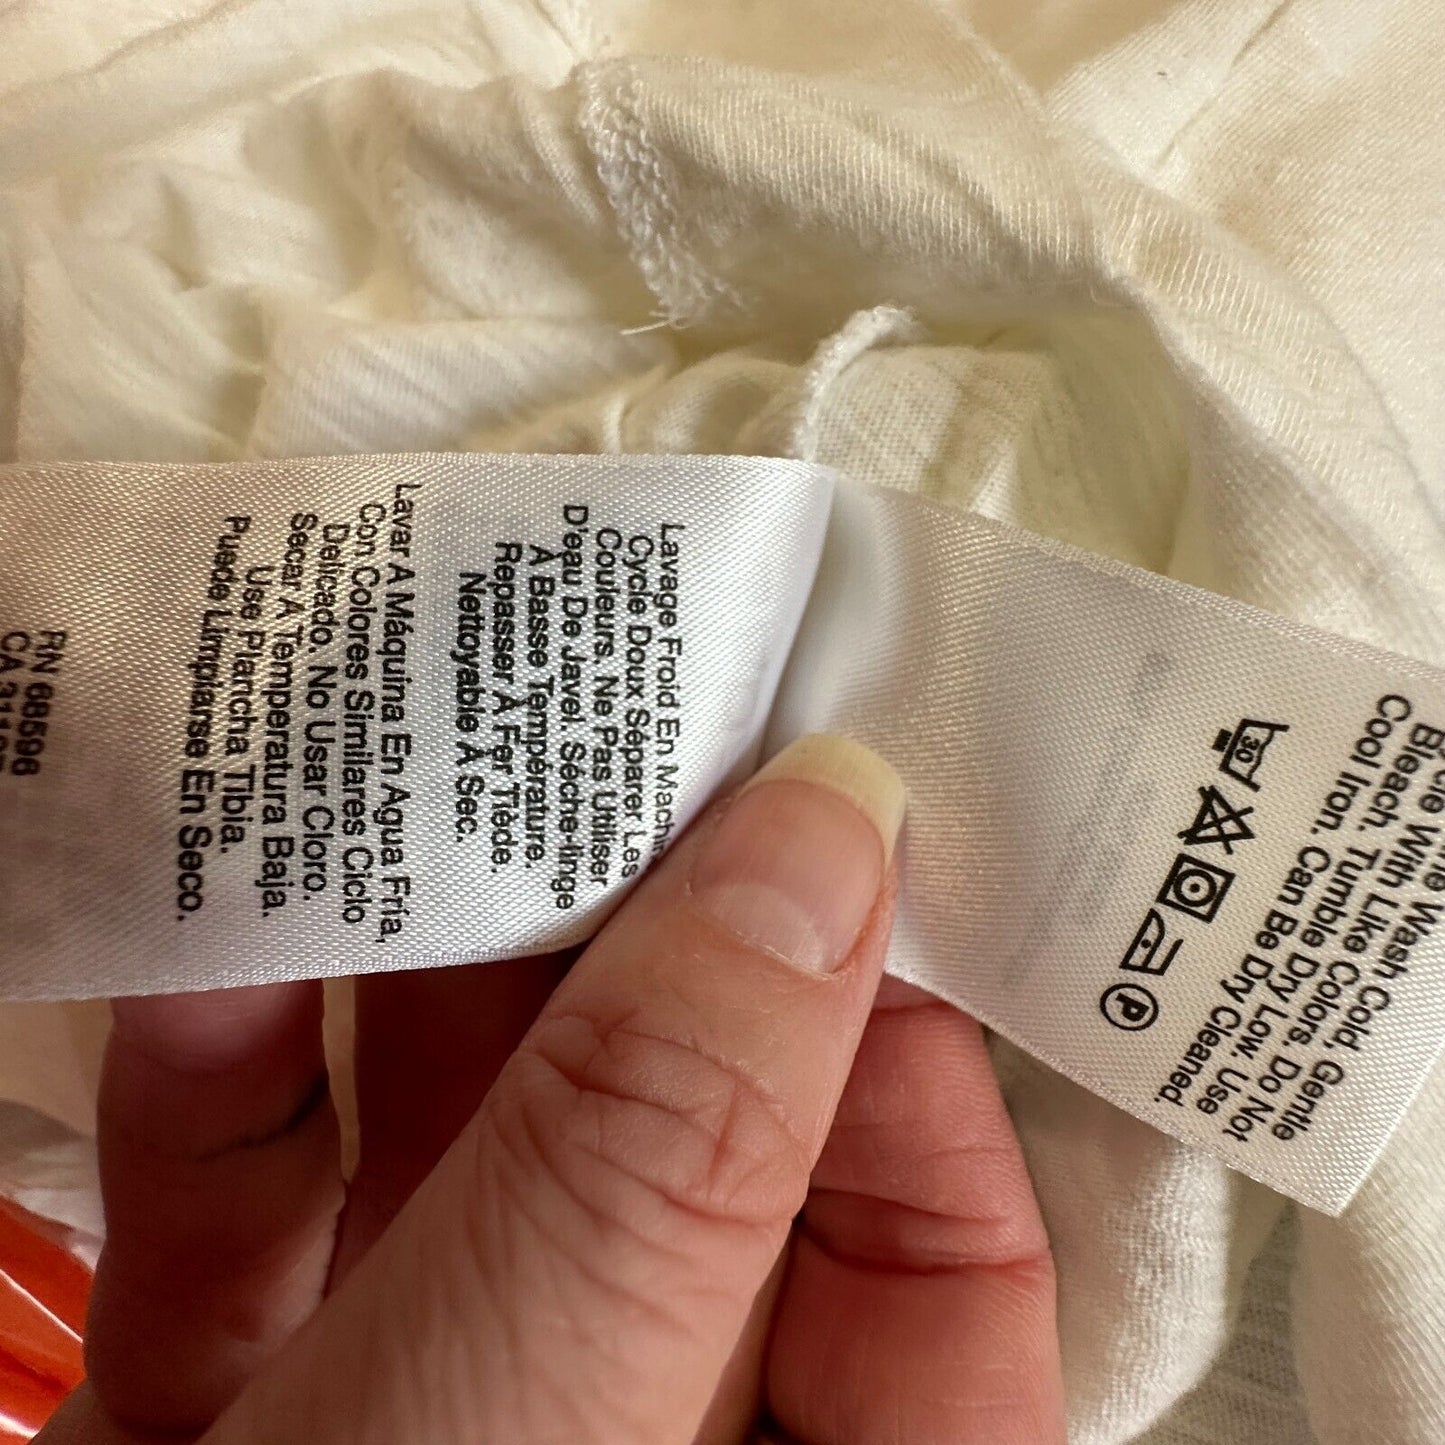 Wash Cold, Gentle
With Like Colors. Do Not
Bleach. Tumble Dry Low. Use
Cool Iron. Can Be Dry Cleaned.
30
P
Lavage Froid En
Cycle Doux Séparer Les
Couleurs. Ne Pas Utiliser
D'eau De Javel. Séche-linge
À Basse Température.
Repasser À Fer Tiède.
Nettoyable À Sec.
Lavar A Máquina En Agua Fría,
Con Colores Similares Ciclo
Delicado. No Usar Cloro.
Secar A Temperatura Baja.
Use Plancha Tibia.
Puede Limpiarse En Seco.
RN 68596
CA